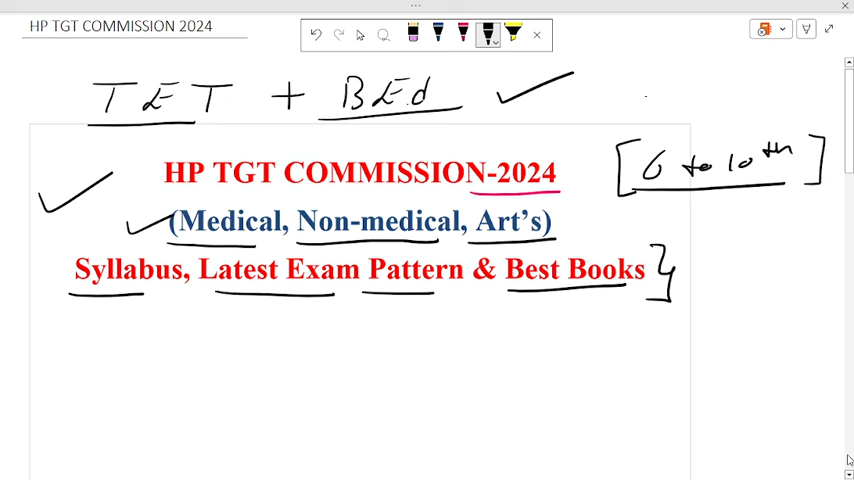 HP TGT COMMISSION 2024
TET + BEd
HP TGT COMMISSION-2024
[6 to 10th]
(Medical, Non-medical, Art's)
Syllabus, Latest Exam Pattern & Best Books}